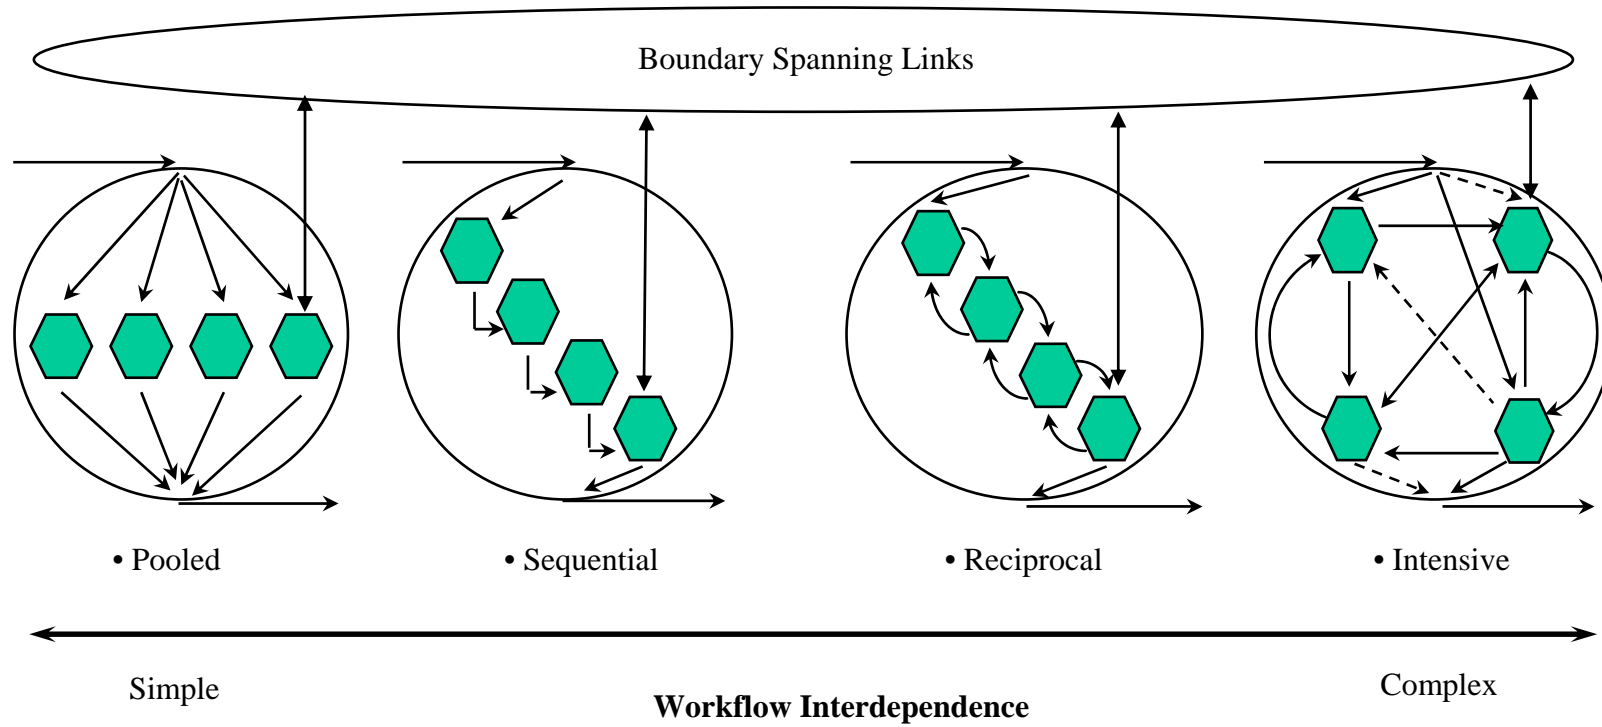 Boundary Spanning Links
• Pooled
• Sequential
• Reciprocal
• Intensive
Simple
Complex
Workflow Interdependence